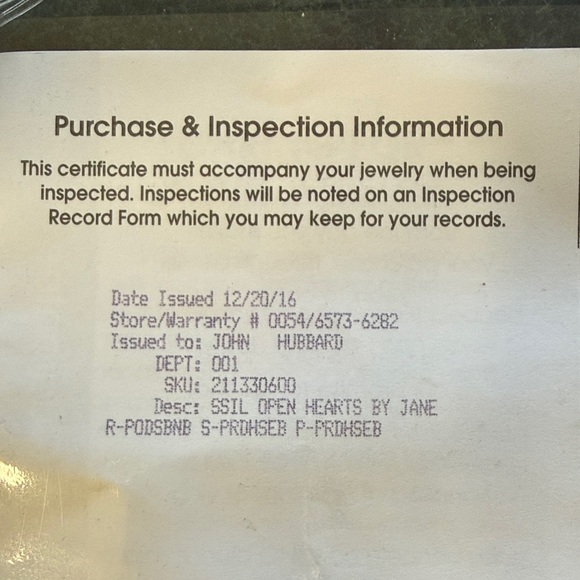 Purchase & Inspection Information
This certificate must accompany your jewelry when being
inspected. Inspections will be noted on an Inspection
Record Form which you may keep for your records.
Date Issued 12/20/16
Store/Warranty # 0054/6573-6282
Issued to: JOHN HUBBARD
DEPT: 001
SKU: 211330600
Desc: SSIL OPEN HEARTS BY JANE
R-PODSBNB S-PRDHSEB P-PRDHSEB